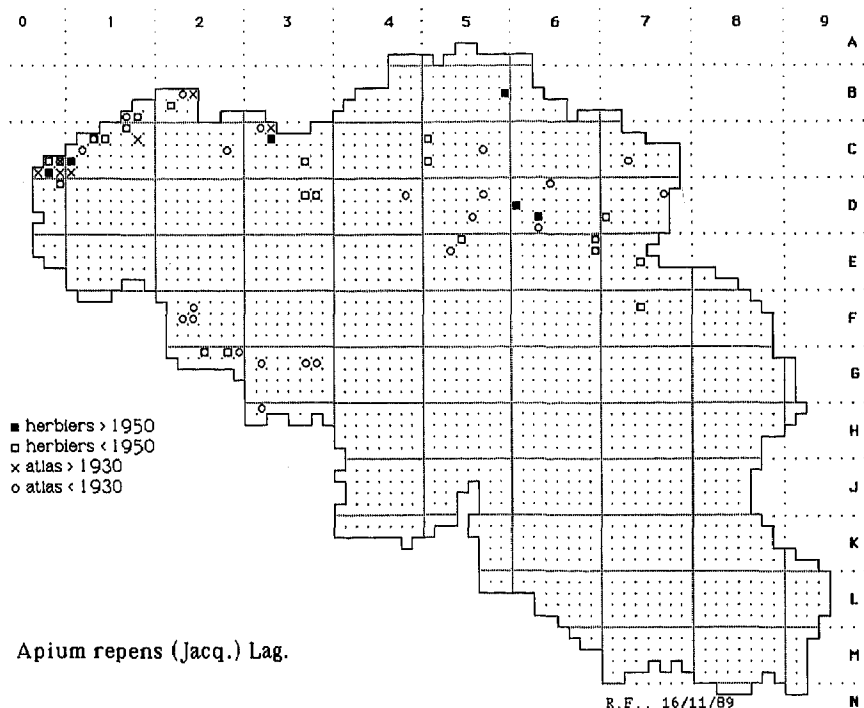 0 1 2 3 4 5 6 7 8 9
A
B
C
D
E
F
G
H
J
K
L
M
N
■ herbiers > 1950
□ herbiers < 1950
× atlas > 1930
○ atlas < 1930
Apium repens (Jacq.) Lag.
R.F., 16/11/89